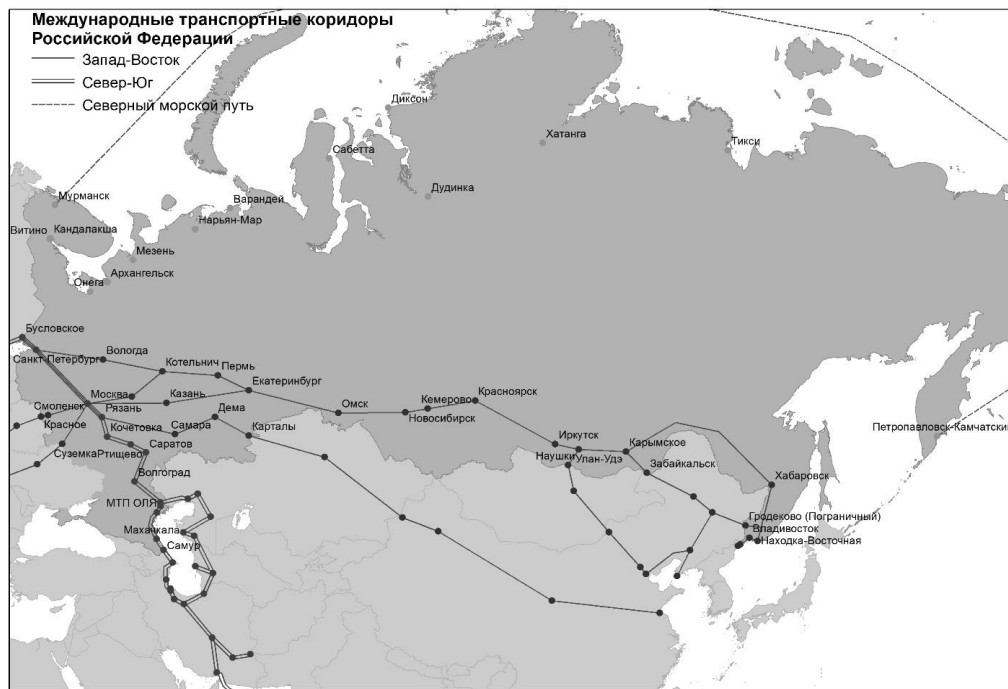 Международные транспортные коридоры
Российской Федерации
Запад-Восток
Север-Юг
Северный морской путь
Диксон
Хатанга
Тикси
Сабетта
Дудинка
Мурманск
Варандей
Нарьян-Мар
Витино
Кандалакша
Мезень
Архангельск
Онега
Бусловское
Санкт-Петербург
Вологда
Котельнич
Пермь
Екатеринбург
Москва
Казань
Красноярск
Кемерово
Омск
Новосибирск
Смоленск
Рязань
Дема
Красное
Кочетовка
Самара
Карталы
Петропавловск-Камчатский
Иркутск
Карымское
Суземка
Ртищево
Саратов
Наушки
Улан-Удэ
Забайкальск
Волгоград
Хабаровск
МТП ОЛЯ
Гродеково (Пограничный)
Махачкала
Владивосток
Самур
Находка-Восточная